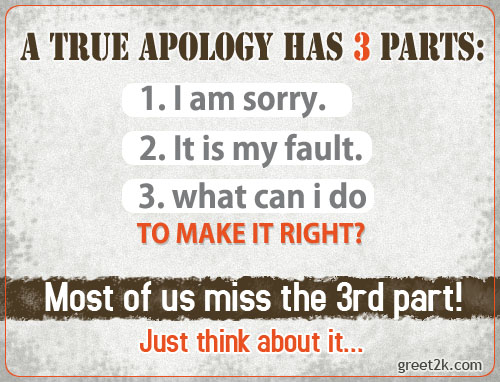 A TRUE APOLOGY HAS 3 PARTS:
1. I am sorry.
2. It is my fault.
3. what can i do
TO MAKE IT RIGHT?
Most of us miss the 3rd part!
Just think about it...
greet2k.com